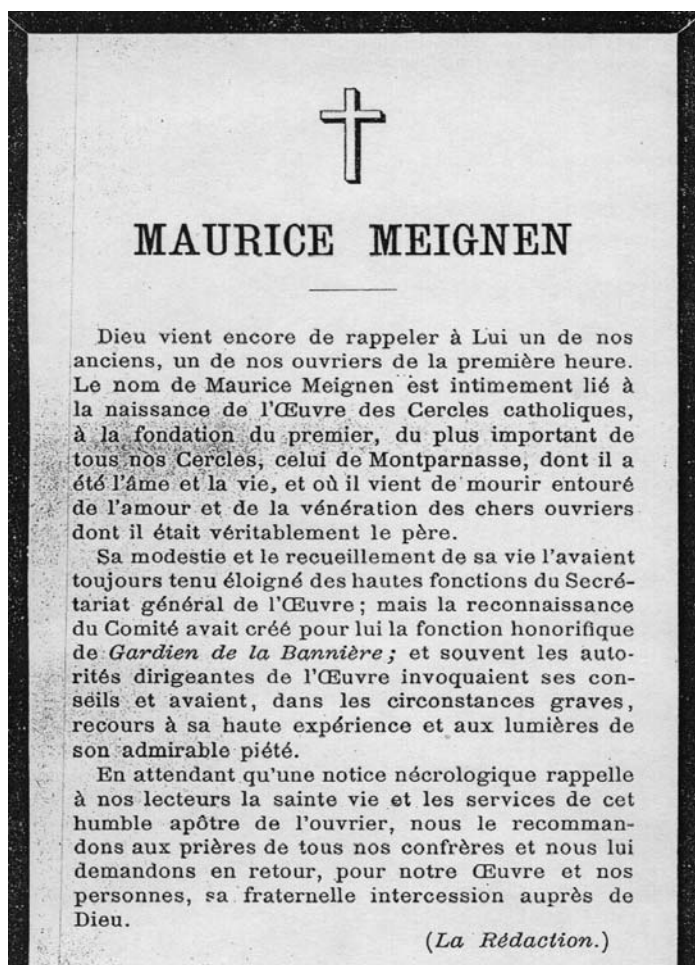 MAURICE MEIGNEN
Dieu vient encore de rappeler à Lui un de nos
anciens, un de nos ouvriers de la première heure.
Le nom de Maurice Meignen est intimement lié à
la naissance de l'Œuvre des Cercles catholiques,
à la fondation du premier, du plus important de
tous nos Cercles, celui de Montparnasse, dont il a
été l'âme et la vie, et où il vient de mourir entouré
de l'amour et de la vénération des chers ouvriers
dont il était véritablement le père.
Sa modestie et le recueillement de sa vie l'avaient
toujours tenu éloigné des hautes fonctions du Secré-
tariat général de l'Œuvre ; mais la reconnaissance
du Comité avait créé pour lui la fonction honorifique
de Gardien de la Bannière ; et souvent les auto-
rités dirigeantes de l'Œuvre invoquaient ses con-
seils et avaient, dans les circonstances graves,
recours à sa haute expérience et aux lumières de
son admirable piété.
En attendant qu'une notice nécrologique rappelle
à nos lecteurs la sainte vie et les services de cet
humble apôtre de l'ouvrier, nous le recomman-
dons aux prières de tous nos confrères et nous lui
demandons en retour, pour notre Œuvre et nos
personnes, sa fraternelle intercession auprès de
Dieu.
(La Rédaction.)